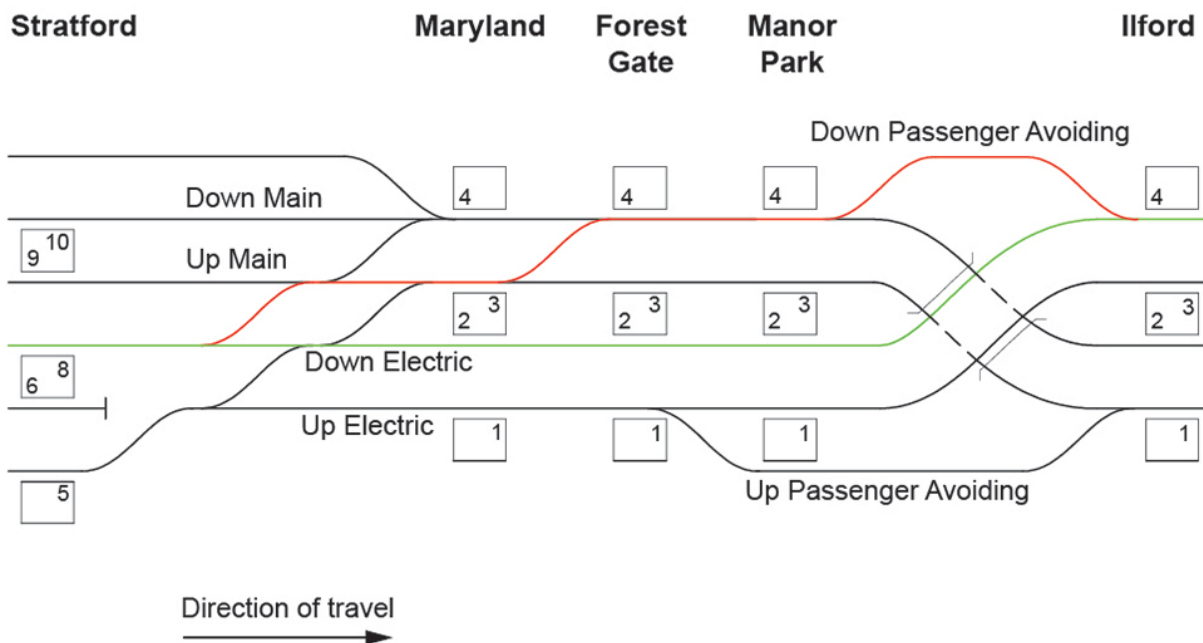 Stratford
Maryland
Forest
Gate
Manor
Park
Ilford
Down Passenger Avoiding
4
4
4
4
Down Main
10
9
Up Main
3
2
3
2
3
2
3
2
8
6
Down Electric
Up Electric
1
1
1
1
5
Up Passenger Avoiding
Direction of travel